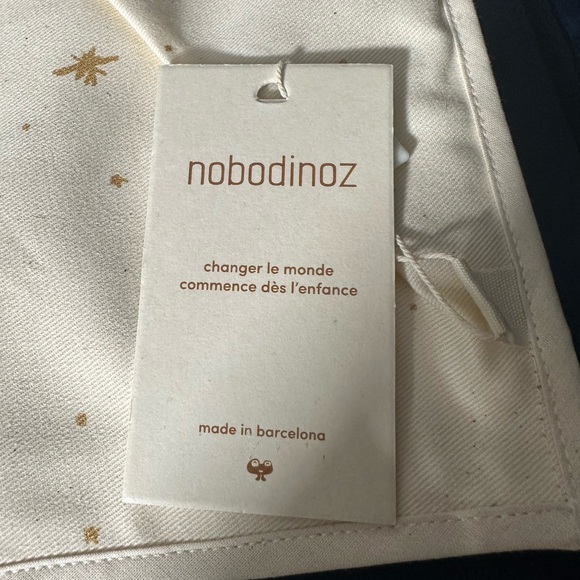 nobodinoz
changer le monde
commence dès l'enfance
made in barcelona